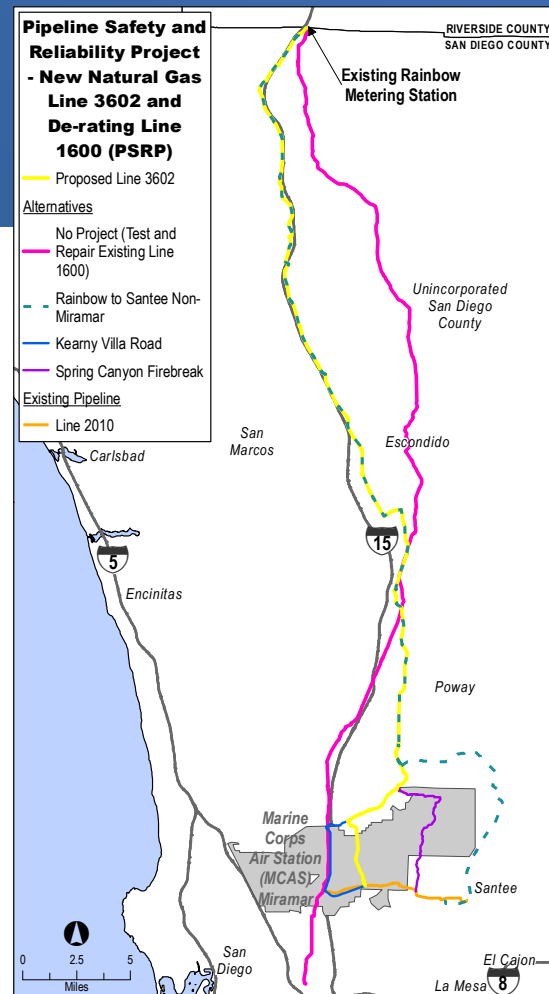 Pipeline Safety and
Reliability Project
- New Natural Gas
Line 3602 and
De-rating Line
1600 (PSRP)
Proposed Line 3602
Alternatives
No Project (Test and
Repair Existing Line
1600)
Rainbow to Santee Non-
Miramar
Kearny Villa Road
Spring Canyon Firebreak
Existing Pipeline
Line 2010
RIVERSIDE COUNTY
SAN DIEGO COUNTY
Existing Rainbow
Metering Station
Unincorporated
San Diego
County
San
Marcos
Escondido
Carlsbad
15
5
Encinitas
Poway
Marine
Corps
Air Station
(MCAS)
Miramar
Santee
San
Diego
El Cajon
La Mesa
8
0 2.5 5
Miles